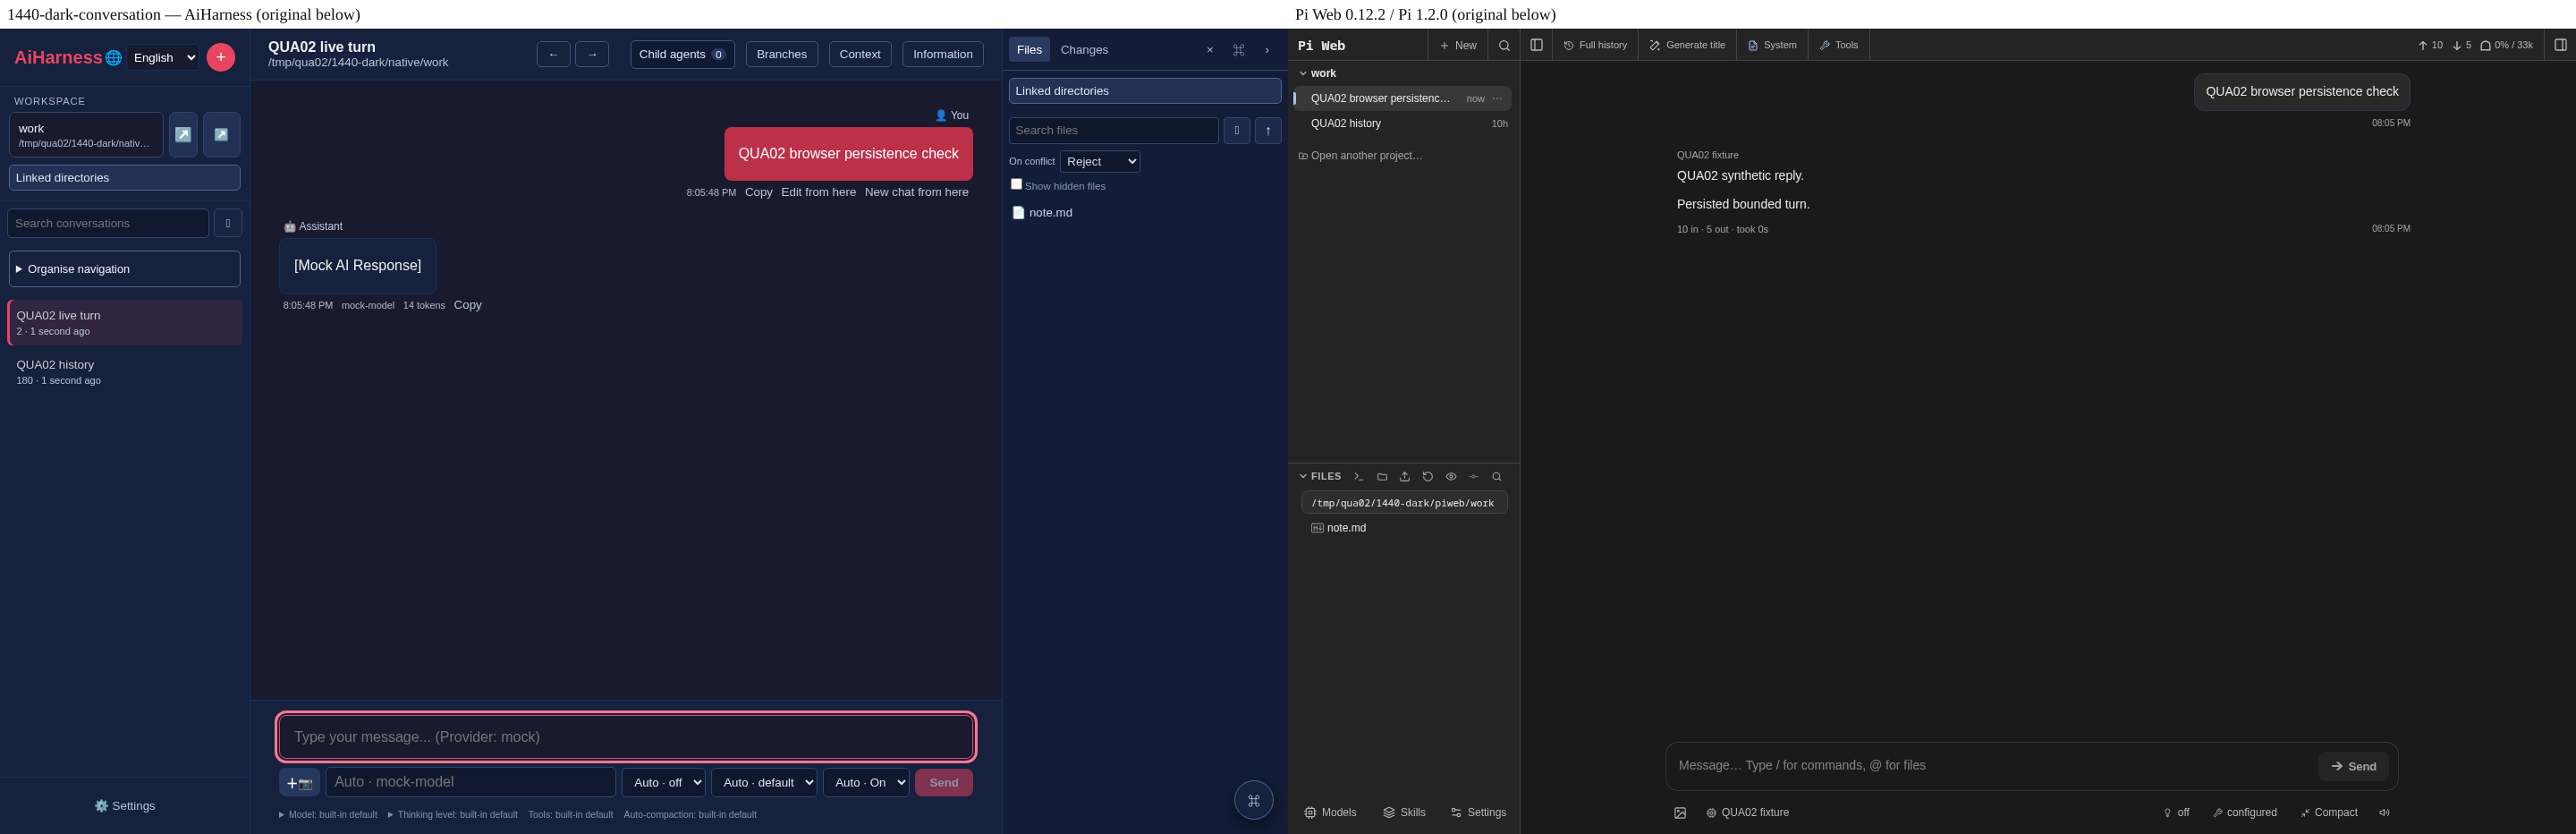 1440-dark-conversation — AiHarness (original below)
AiHarness English +
WORKSPACE
work
/tmp/qua02/1440-dark/nativ…
Linked directories
Search conversations
Organise navigation
QUA02 live turn
2 · 1 second ago
QUA02 history
180 · 1 second ago
Settings
QUA02 live turn
/tmp/qua02/1440-dark/native/work
← → Child agents 0 Branches Context Information
You
QUA02 browser persistence check
8:05:48 PM Copy Edit from here New chat from here
Assistant
[Mock AI Response]
8:05:48 PM mock-model 14 tokens Copy
Type your message... (Provider: mock)
+ Auto · mock-model Auto · off Auto · default Auto · On Send
Model: built-in default Thinking level: built-in default Tools: built-in default Auto-compaction: built-in default
Files Changes × ⌘ ›
Linked directories
Search files ↑
On conflict Reject
Show hidden files
note.md
⌘
Pi Web 0.12.2 / Pi 1.2.0 (original below)
Pi Web + New
work
QUA02 browser persistenc… now ···
QUA02 history 10h
Open another project…
FILES
/tmp/qua02/1440-dark/piweb/work
note.md
Models Skills Settings
Full history Generate title System Tools ↑ 10 ↓ 5 0% / 33k
QUA02 browser persistence check
08:05 PM
QUA02 fixture
QUA02 synthetic reply.
Persisted bounded turn.
10 in · 5 out · took 0s 08:05 PM
Message… Type / for commands, @ for files → Send
QUA02 fixture off configured Compact